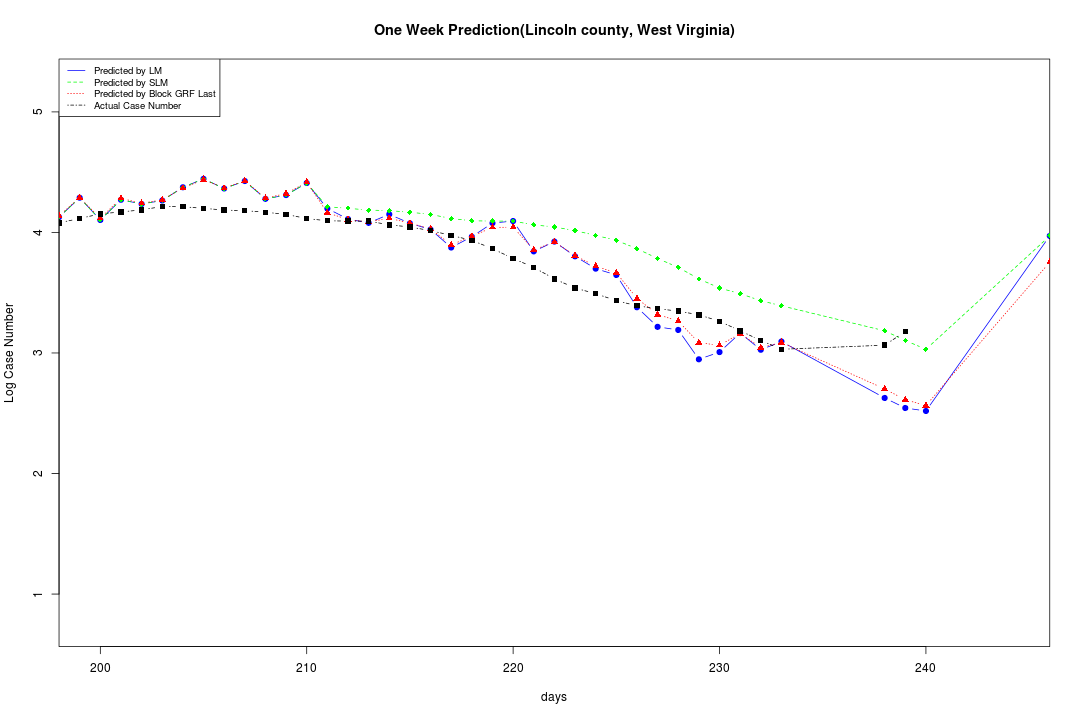 One Week Prediction(Lincoln county, West Virginia)
Predicted by LM
Predicted by SLM
Predicted by Block GRF Last
Actual Case Number
5
4
3
2
1
Log Case Number
200 210 220 230 240
days